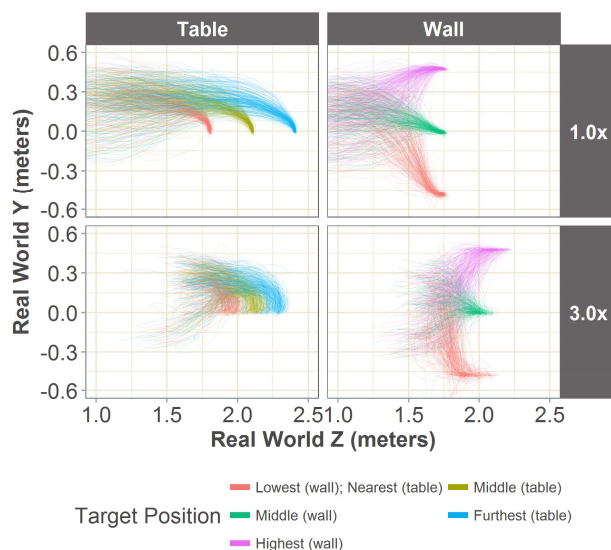 Table Wall
0.6
0.3
0.0
-0.3
-0.6
1.0x
0.6
0.3
0.0
-0.3
-0.6
3.0x
Real World Y (meters)
1.0 1.5 2.0 2.5 1.0 1.5 2.0 2.5
Real World Z (meters)
Target Position
Lowest (wall); Nearest (table) Middle (table)
Middle (wall) Furthest (table)
Highest (wall)